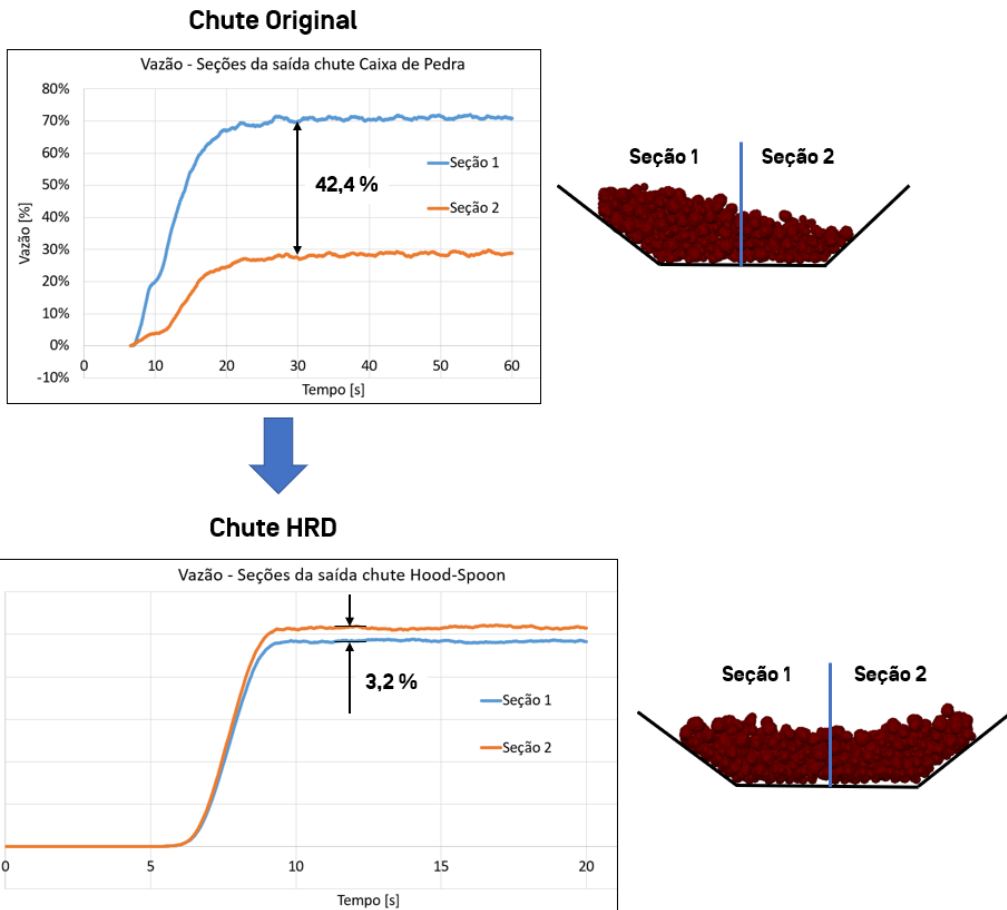 Chute Original
Vazão - Seções da saída chute Caixa de Pedra
80%
70%
60%
50%
40%
30%
20%
10%
0%
-10%
Vazão [%]
0 10 20 30 40 50 60
Tempo [s]
42,4 %
Seção 1
Seção 2
Seção 1 Seção 2
Chute HRD
Vazão - Seções da saída chute Hood-Spoon
3,2 %
Seção 1
Seção 2
0 5 10 15 20
Tempo [s]
Seção 1 Seção 2